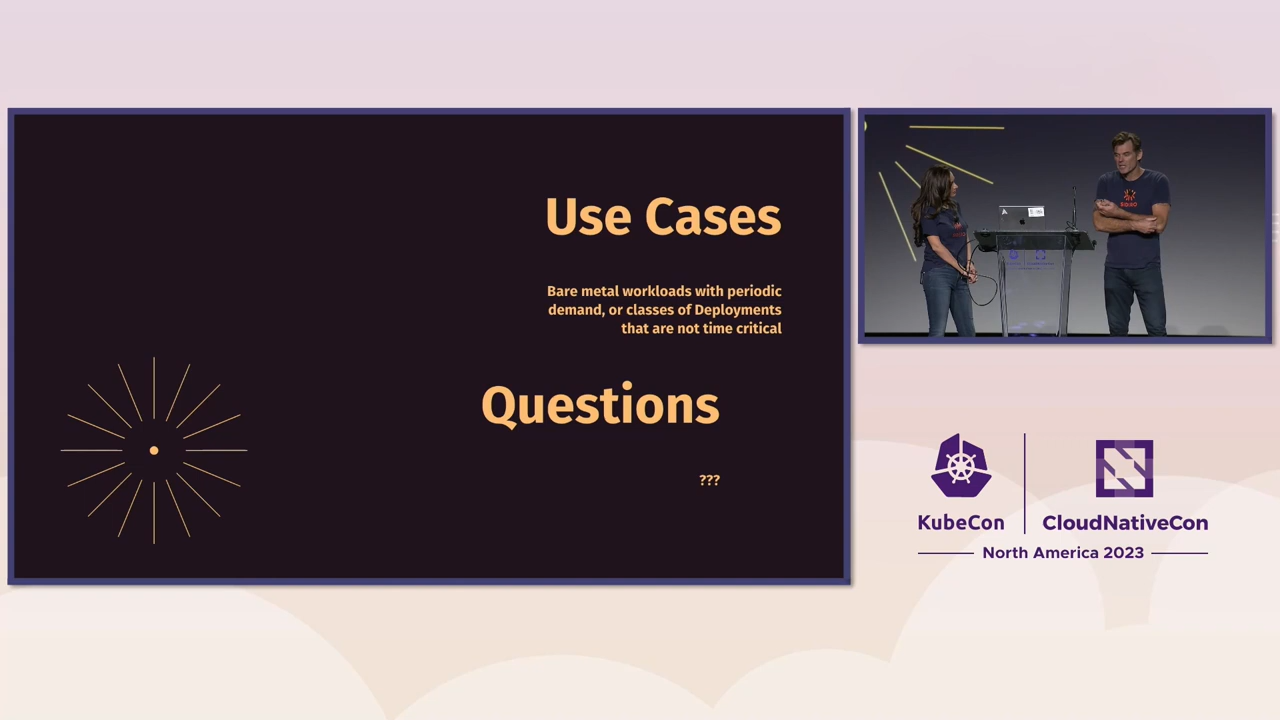 Use Cases
Bare metal workloads with periodic
demand, or classes of Deployments
that are not time critical
Questions
???
KubeCon
CloudNativeCon
North America 2023